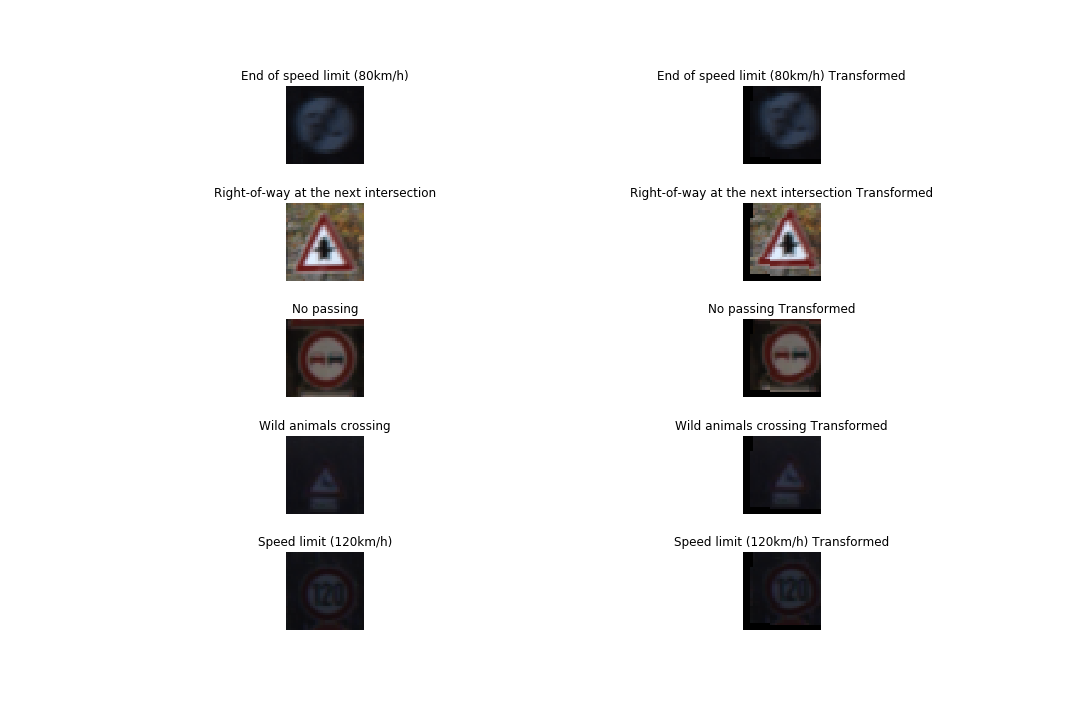 End of speed limit (80km/h)
End of speed limit (80km/h) Transformed
Right-of-way at the next intersection
Right-of-way at the next intersection Transformed
No passing
No passing Transformed
Wild animals crossing
Wild animals crossing Transformed
Speed limit (120km/h)
Speed limit (120km/h) Transformed
120
120